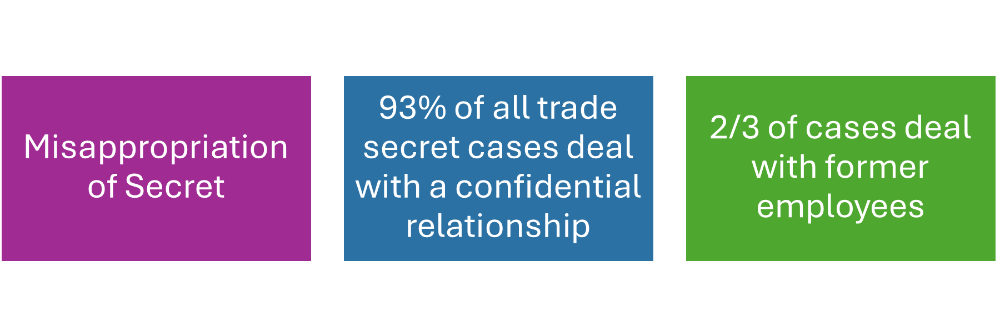 Misappropriation
of Secret
93% of all trade
secret cases deal
with a confidential
relationship
2/3 of cases deal
with former
employees